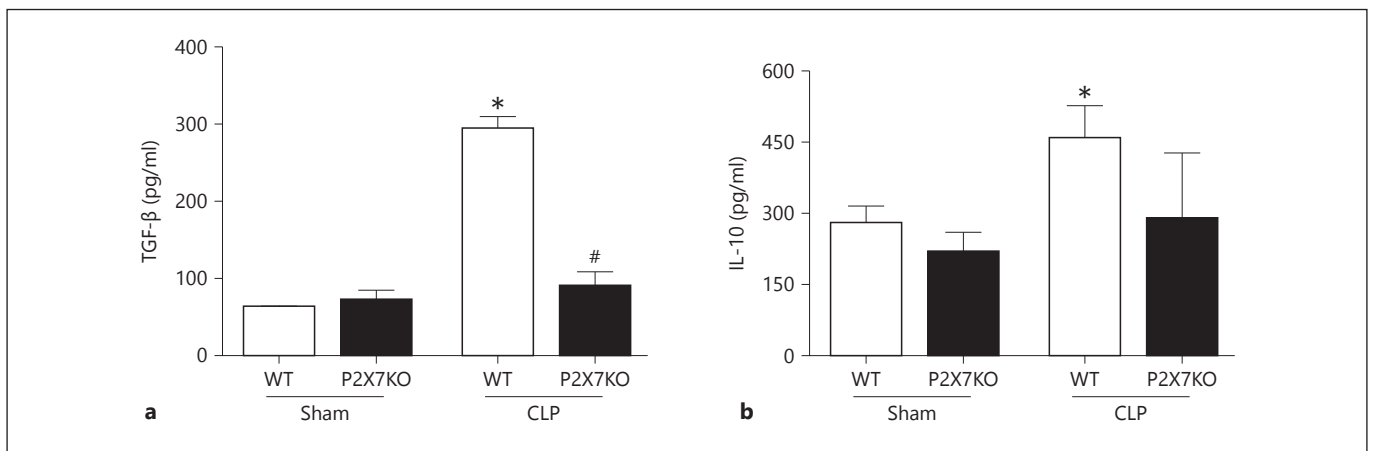 400
300
200
100
0
TGF-β (pg/ml)
*
#
WT P2X7KO WT P2X7KO
Sham CLP
a
600
450
300
150
0
IL-10 (pg/ml)
*
WT P2X7KO WT P2X7KO
Sham CLP
b